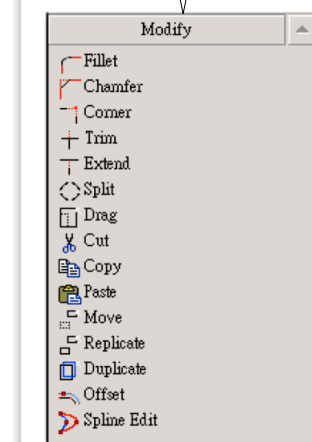 Modify
Fillet
Chamfer
Corner
Trim
Extend
Split
Drag
Cut
Copy
Paste
Move
Replicate
Duplicate
Offset
Spline Edit